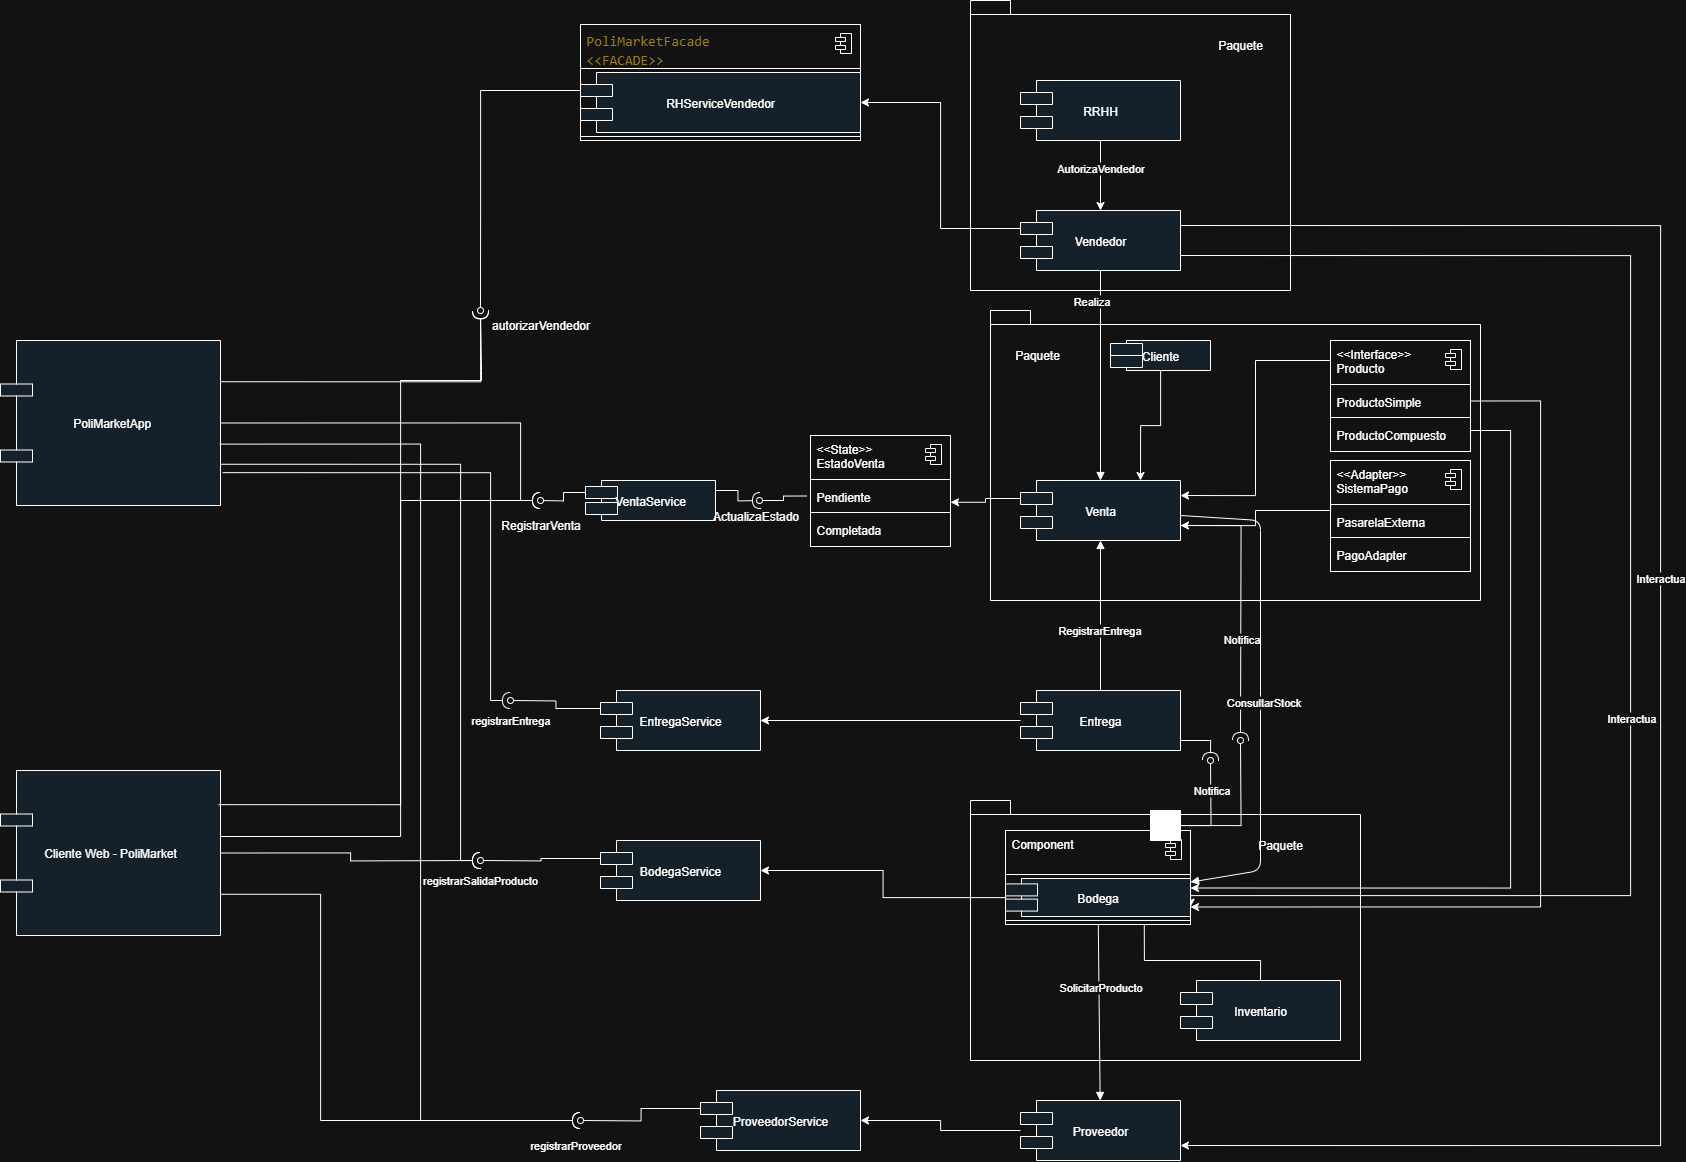 PoliMarketFacade
<<FACADE>>
RHServiceVendedor
Paquete
RRHH
AutorizaVendedor
Vendedor
Realiza
autorizarVendedor
Paquete
Cliente
<<Interface>>
Producto
ProductoSimple
ProductoCompuesto
PoliMarketApp
<<State>>
EstadoVenta
Pendiente
Completada
<<Adapter>>
SistemaPago
PasarelaExterna
PagoAdapter
VentaService
ActualizaEstado
RegistrarVenta
Venta
Interactua
RegistrarEntrega
Notifica
ConsultarStock
registrarEntrega
EntregaService
Entrega
Interactua
Notifica
Cliente Web - PoliMarket
registrarSalidaProducto
BodegaService
Component
Paquete
Bodega
SolicitarProducto
Inventario
ProveedorService
registrarProveedor
Proveedor